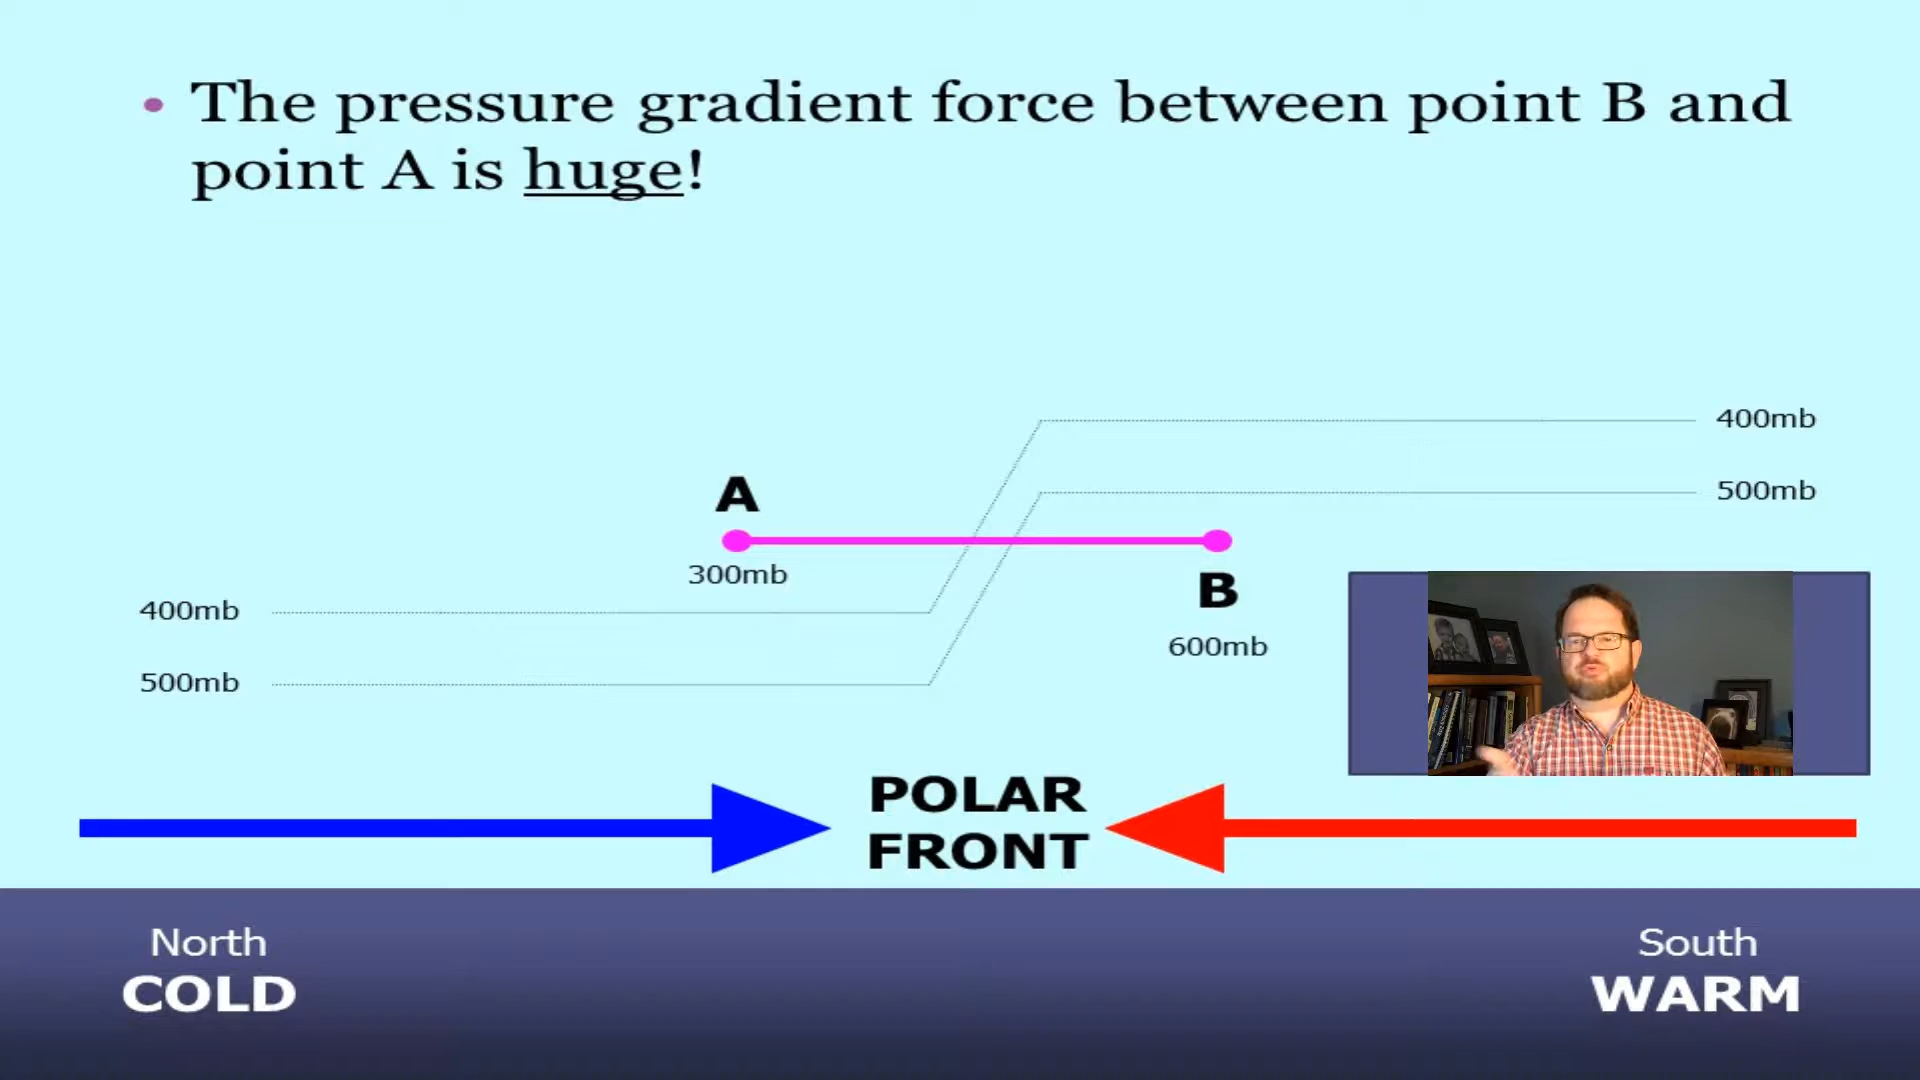 • The pressure gradient force between point B and
point A is huge!
400mb
500mb
A
300mb
B
600mb
400mb
500mb
POLAR
FRONT
North
COLD
South
WARM